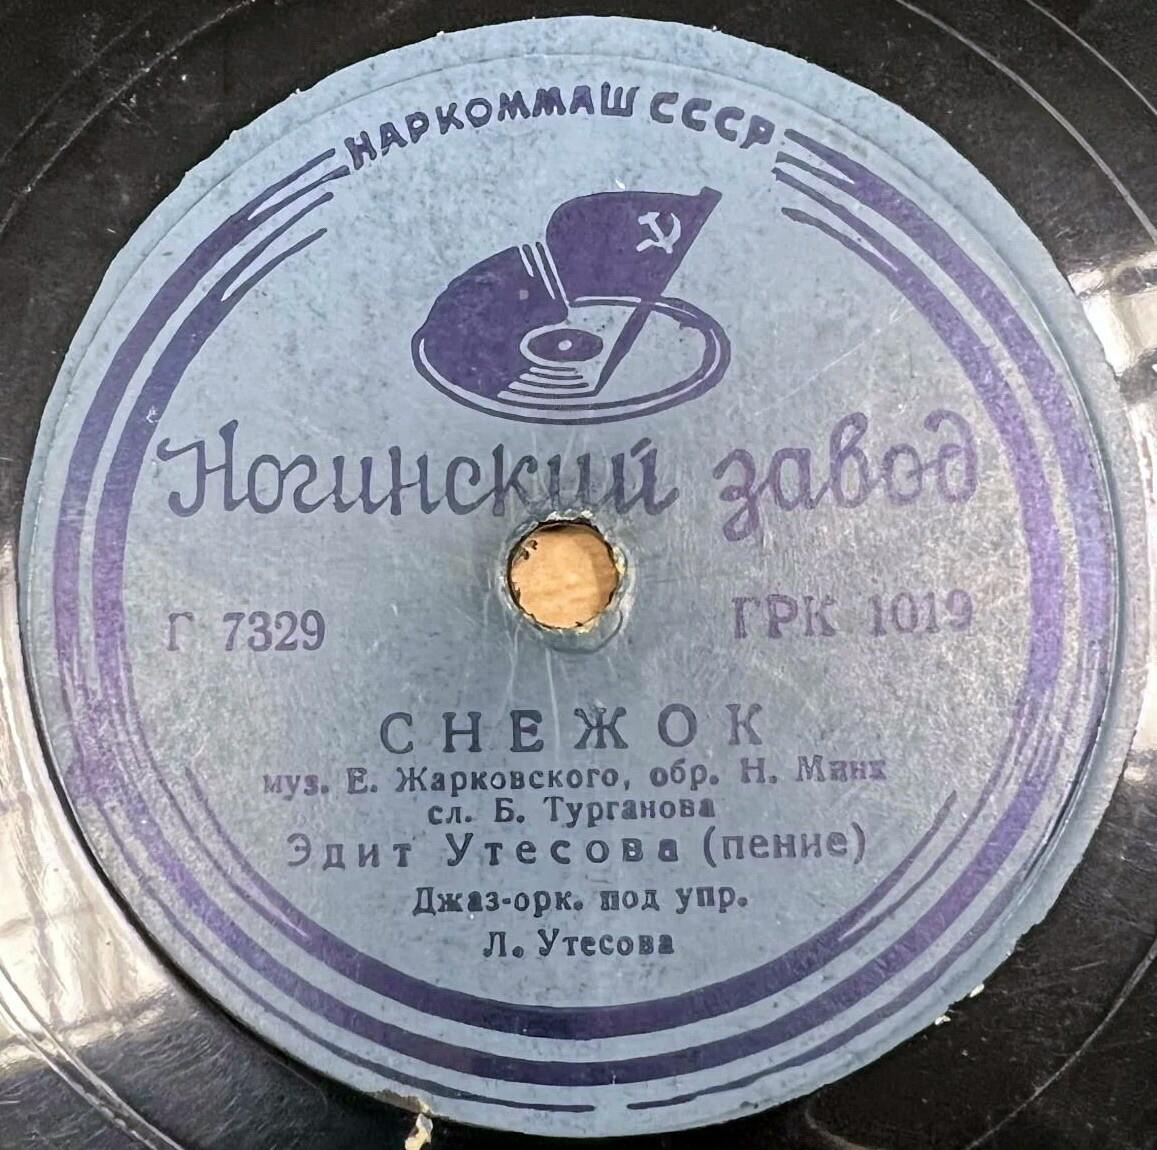 НАРКОММАШ СССР
Ногинский завод
Г 7329
ГРК 1019
СНЕЖОК
муз. Е. Жарковского, обр. Н. Минх
сл. Б. Турганова
Эдит Утесова (пение)
Джаз-орк. под упр.
Л. Утесова